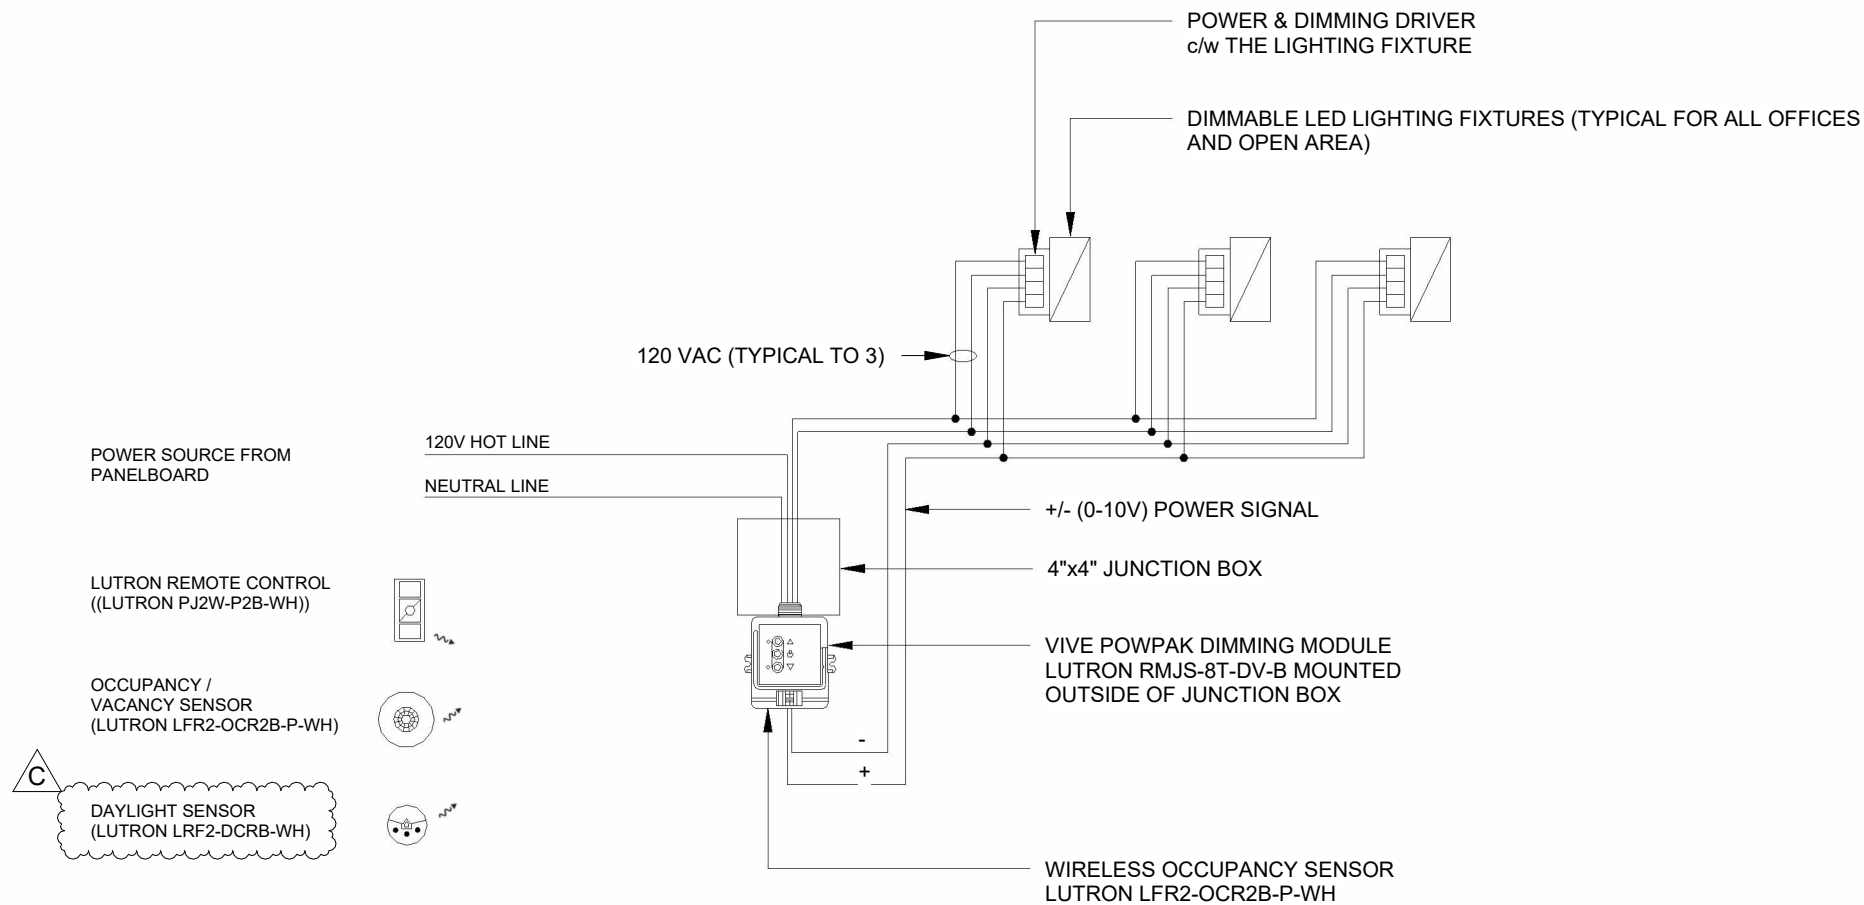 POWER & DIMMING DRIVER
c/w THE LIGHTING FIXTURE
DIMMABLE LED LIGHTING FIXTURES (TYPICAL FOR ALL OFFICES
AND OPEN AREA)
120 VAC (TYPICAL TO 3)
POWER SOURCE FROM
PANELBOARD
120V HOT LINE
NEUTRAL LINE
+/- (0-10V) POWER SIGNAL
4"x4" JUNCTION BOX
LUTRON REMOTE CONTROL
((LUTRON PJ2W-P2B-WH))
VIVE POWPAK DIMMING MODULE
LUTRON RMJS-8T-DV-B MOUNTED
OUTSIDE OF JUNCTION BOX
OCCUPANCY /
VACANCY SENSOR
(LUTRON LFR2-OCR2B-P-WH)
-
+
C
DAYLIGHT SENSOR
(LUTRON LRF2-DCRB-WH)
WIRELESS OCCUPANCY SENSOR
LUTRON LFR2-OCR2B-P-WH